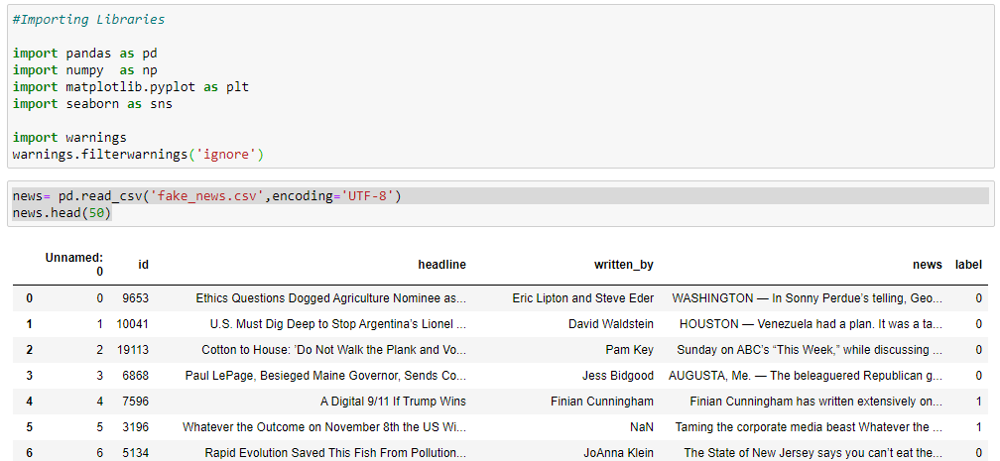 #Importing Libraries
import pandas as pd
import numpy  as np
import matplotlib.pyplot as plt
import seaborn as sns
import warnings
warnings.filterwarnings('ignore')
news= pd.read_csv('fake_news.csv',encoding='UTF-8')
news.head(50)
Unnamed: 0 id headline written_by news label
0 0 9653 Ethics Questions Dogged Agriculture Nominee as... Eric Lipton and Steve Eder WASHINGTON — In Sonny Perdue’s telling, Geo... 0
1 1 10041 U.S. Must Dig Deep to Stop Argentina’s Lionel ... David Waldstein HOUSTON — Venezuela had a plan. It was a ta... 0
2 2 19113 Cotton to House: ’Do Not Walk the Plank and Vo... Pam Key Sunday on ABC’s “This Week,” while discussing ... 0
3 3 6868 Paul LePage, Besieged Maine Governor, Sends Co... Jess Bidgood AUGUSTA, Me. — The beleaguered Republican g... 0
4 4 7596 A Digital 9/11 If Trump Wins Finian Cunningham Finian Cunningham has written extensively on... 1
5 5 3196 Whatever the Outcome on November 8th the US Wi... NaN Taming the corporate media beast Whatever the ... 1
6 6 5134 Rapid Evolution Saved This Fish From Pollution... JoAnna Klein The State of New Jersey says you can’t eat the... 0